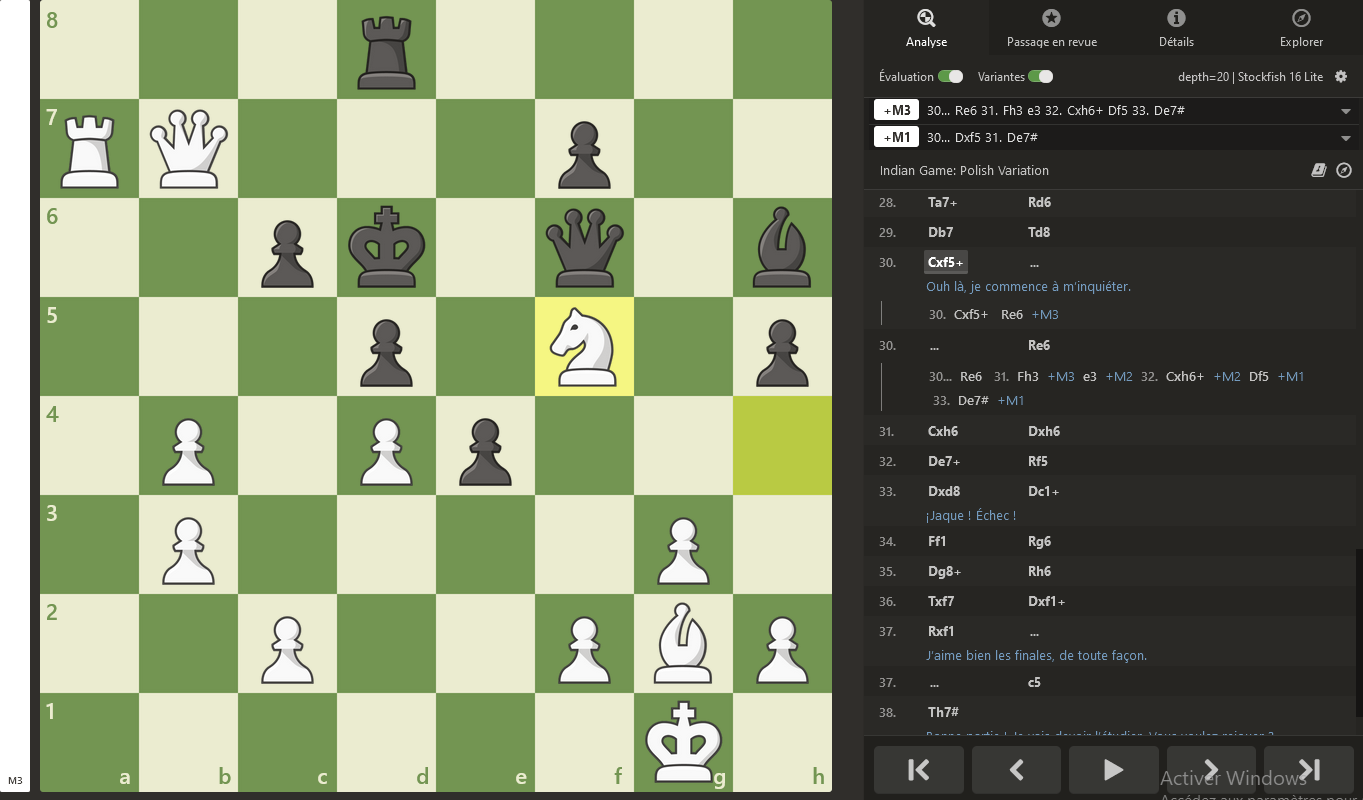 8
7
6
5
4
3
2
1
a b c d e f g h
M3
Analyse Passage en revue Détails Explorer
Évaluation Variantes depth=20 | Stockfish 16 Lite
+M3 30... Re6 31. Fh3 e3 32. Cxh6+ Df5 33. De7#
+M1 30... Dxf5 31. De7#
Indian Game: Polish Variation
28. Ta7+ Rd6
29. Db7 Td8
30. Cxf5+ ...
Ouh là, je commence à m'inquiéter.
30. Cxf5+ Re6 +M3
30. ... Re6
30... Re6 31. Fh3 +M3 e3 +M2 32. Cxh6+ +M2 Df5 +M1
33. De7# +M1
31. Cxh6 Dxh6
32. De7+ Rf5
33. Dxd8 Dc1+
¡Jaque ! Échec !
34. Ff1 Rg6
35. Dg8+ Rh6
36. Txf7 Dxf1+
37. Rxf1 ...
J'aime bien les finales, de toute façon.
37. ... c5
38. Th7#
Activer Windows